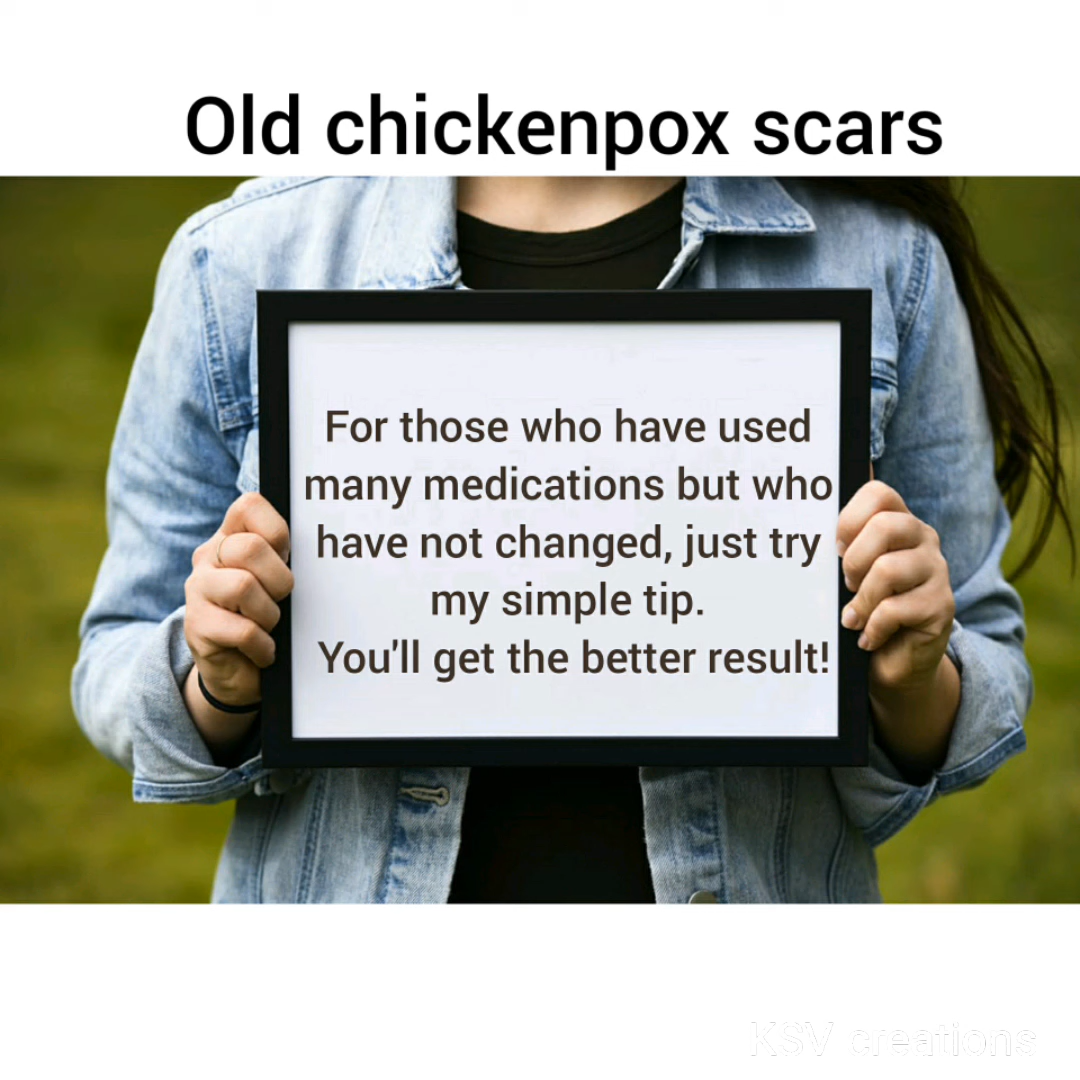 Old chickenpox scars
For those who have used
many medications but who
have not changed, just try
my simple tip.
You'll get the better result!
KSV creations